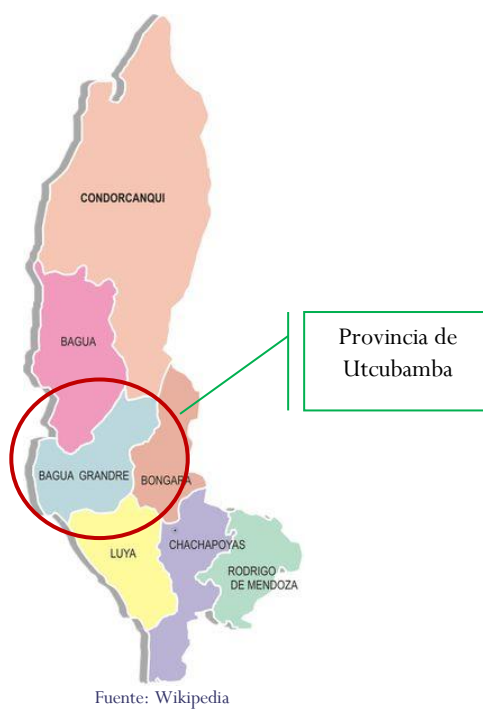 CONDORCANQUI
BAGUA
Provincia de
Utcubamba
BAGUA GRANDRE
BONGARA
CHACHAPOYAS
LUYA
RODRIGO
DE MENDOZA
Fuente: Wikipedia